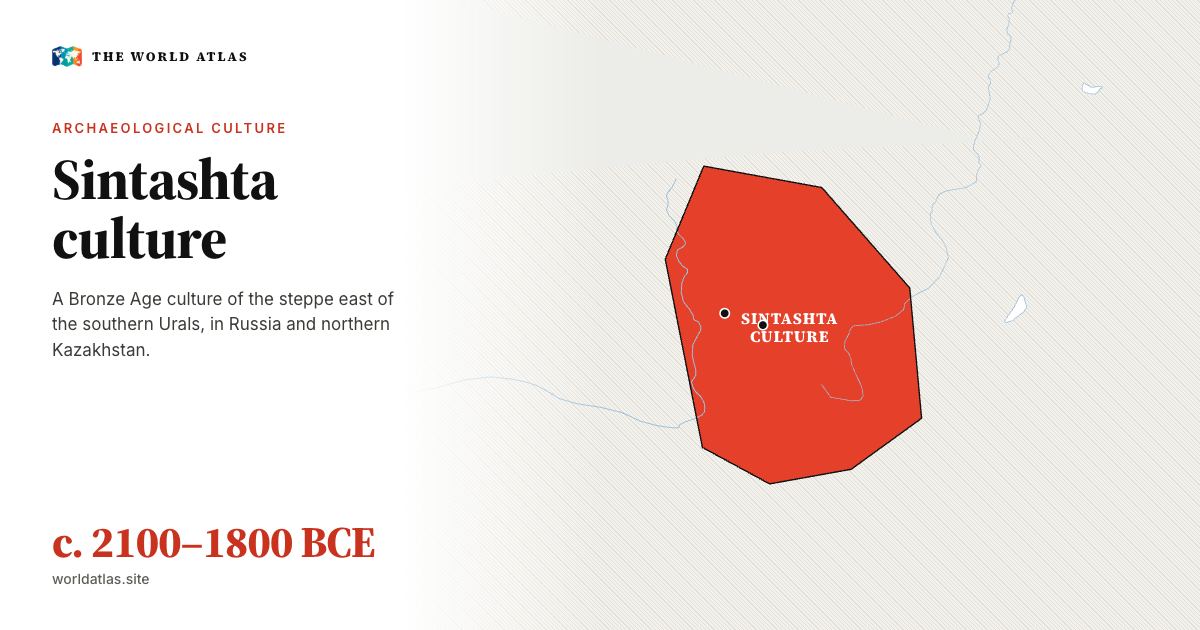 THE WORLD ATLAS
ARCHAEOLOGICAL CULTURE
Sintashta
culture
A Bronze Age culture of the steppe east of
the southern Urals, in Russia and northern
Kazakhstan.
SINTASHTA
CULTURE
c. 2100–1800 BCE
worldatlas.site